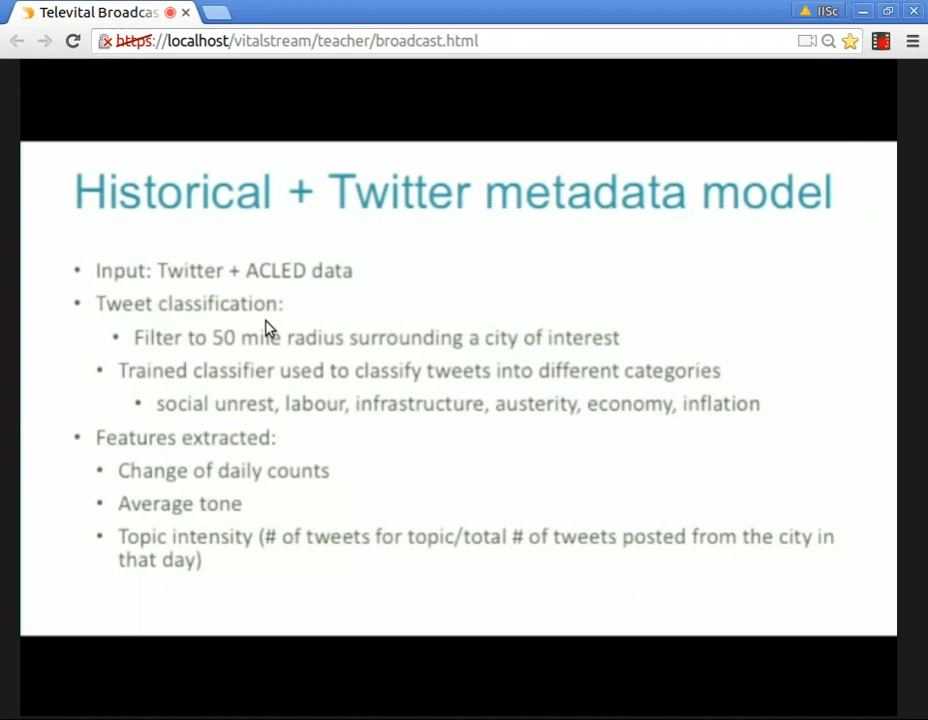 Televital Broadcas
IISc
https://localhost/vitalstream/teacher/broadcast.html
Historical + Twitter metadata model
• Input: Twitter + ACLED data
• Tweet classification:
• Filter to 50 mile radius surrounding a city of interest
• Trained classifier used to classify tweets into different categories
• social unrest, labour, infrastructure, austerity, economy, inflation
• Features extracted:
• Change of daily counts
• Average tone
• Topic intensity (# of tweets for topic/total # of tweets posted from the city in
that day)